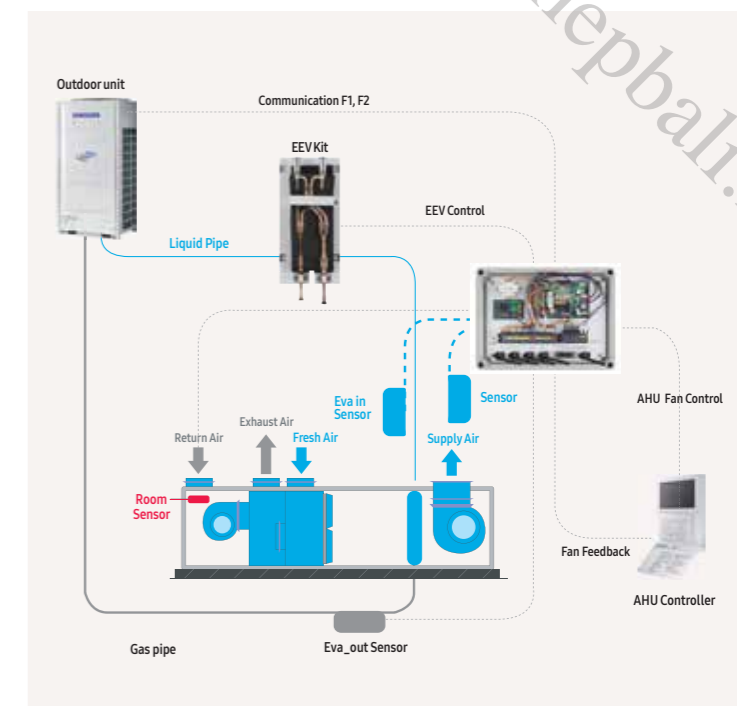 Outdoor unit
Communication F1, F2
EEV Kit
EEV Control
Liquid Pipe
Eva in
Sensor
Sensor
AHU Fan Control
Exhaust Air
Return Air
Fresh Air
Supply Air
Room
Sensor
Fan Feedback
AHU Controller
Gas pipe
Eva_out Sensor